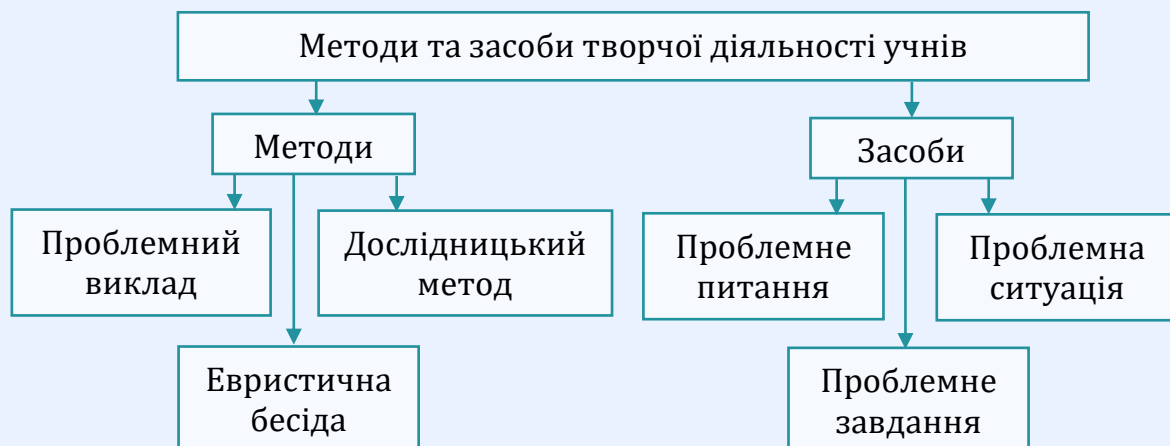 Методи та засоби творчої діяльності учнів
Методи
Засоби
Проблемний
виклад
Дослідницький
метод
Проблемне
питання
Проблемна
ситуація
Евристична
бесіда
Проблемне
завдання